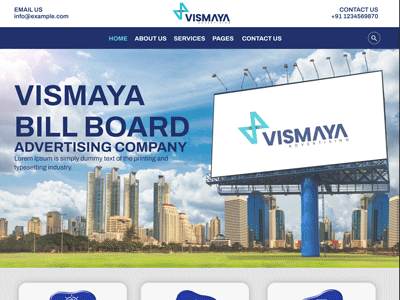 EMAIL US
info@example.com
VISMAYA
CONTACT US
+91 1234569870
HOME ABOUT US SERVICES PAGES CONTACT US
VISMAYA
BILL BOARD
ADVERTISING COMPANY
Lorem Ipsum is simply dummy text of the printing and
typesetting industry.
VISMAYA
ADVERTISING